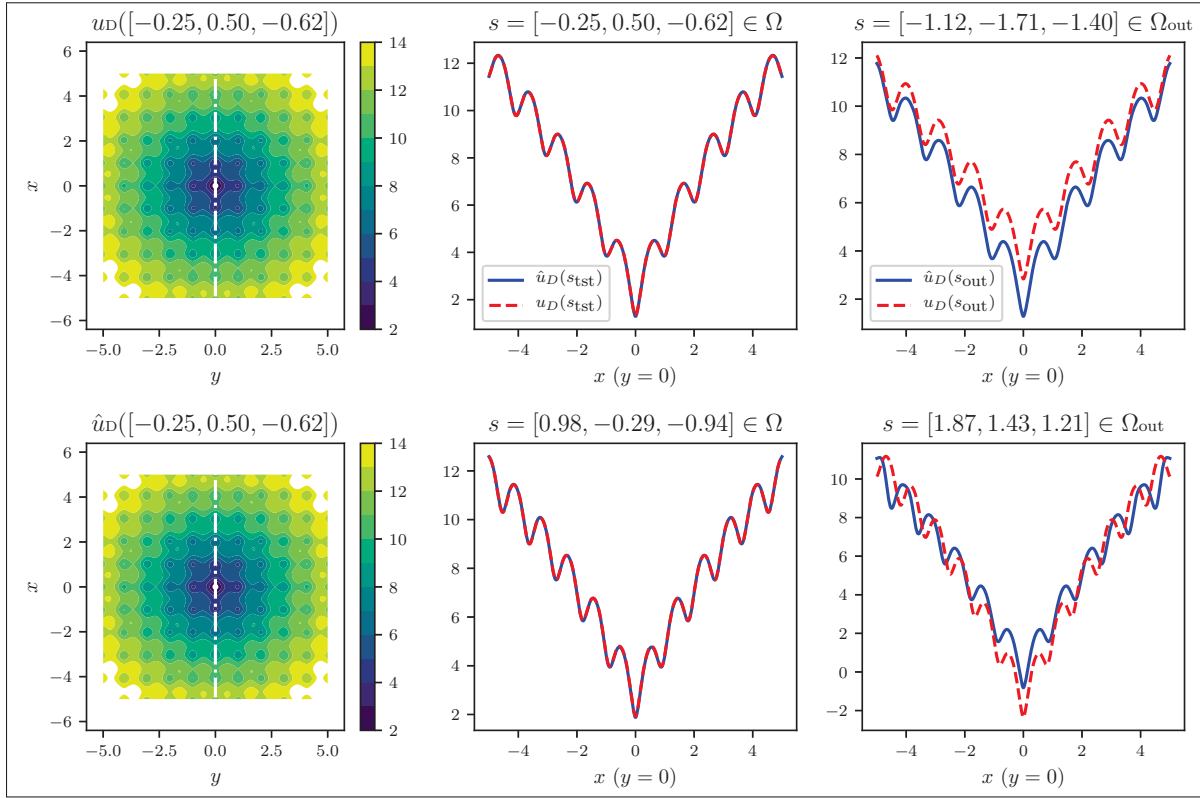 u_D([−0.25, 0.50, −0.62])
6
4
2
0
−2
−4
−6
x
−5.0 −2.5 0.0 2.5 5.0
y
14
12
10
8
6
4
2
s = [−0.25, 0.50, −0.62] ∈ Ω
12
10
8
6
4
2
û_D(s_tst)
u_D(s_tst)
−4 −2 0 2 4
x (y = 0)
s = [−1.12, −1.71, −1.40] ∈ Ω_out
12
10
8
6
4
2
û_D(s_out)
u_D(s_out)
−4 −2 0 2 4
x (y = 0)
û_D([−0.25, 0.50, −0.62])
6
4
2
0
−2
−4
−6
x
−5.0 −2.5 0.0 2.5 5.0
y
14
12
10
8
6
4
2
s = [0.98, −0.29, −0.94] ∈ Ω
12
10
8
6
4
2
−4 −2 0 2 4
x (y = 0)
s = [1.87, 1.43, 1.21] ∈ Ω_out
10
8
6
4
2
0
−2
−4 −2 0 2 4
x (y = 0)